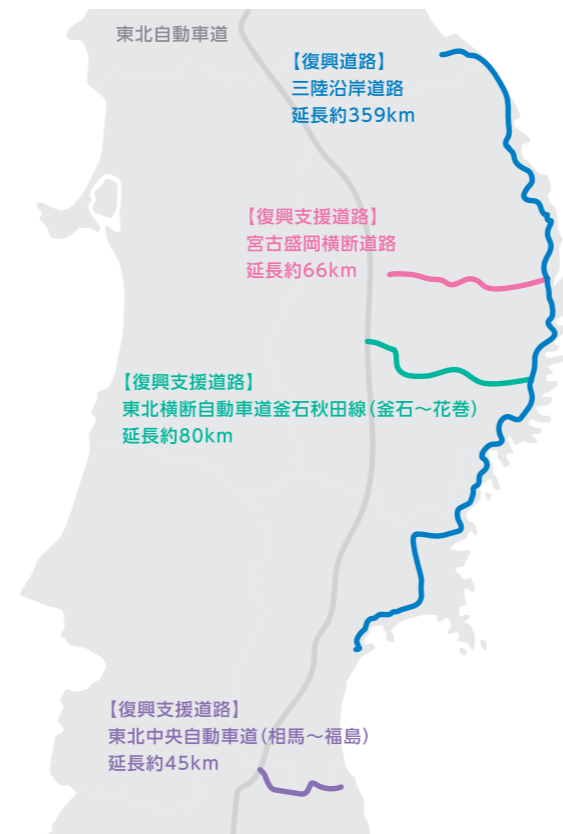 東北自動車道
【復興道路】
三陸沿岸道路
延長約359km
【復興支援道路】
宮古盛岡横断道路
延長約66km
【復興支援道路】
東北横断自動車道釜石秋田線（釜石～花巻）
延長約80km
【復興支援道路】
東北中央自動車道（相馬～福島）
延長約45km